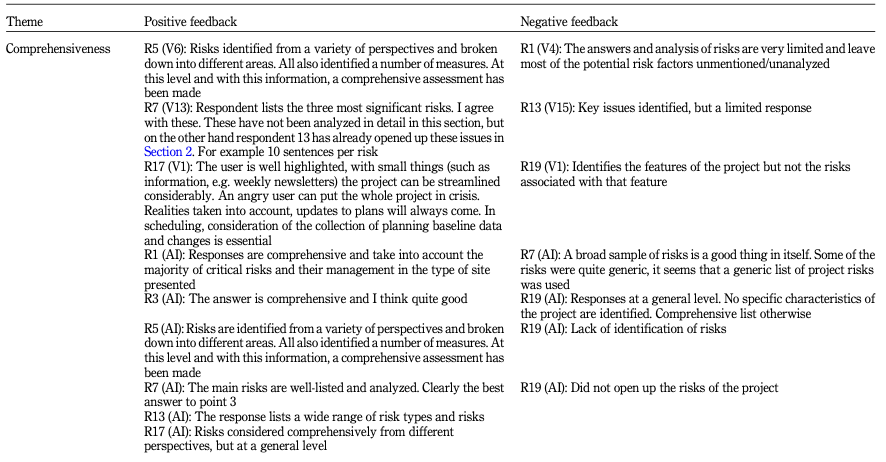 Theme Positive feedback Negative feedback
Comprehensiveness
R5 (V6): Risks identified from a variety of perspectives and broken
down into different areas. All also identified a number of measures. At
this level and with this information, a comprehensive assessment has
been made
R1 (V4): The answers and analysis of risks are very limited and leave
most of the potential risk factors unmentioned/unanalyzed
R7 (V13): Respondent lists the three most significant risks. I agree
with these. These have not been analyzed in detail in this section, but
on the other hand respondent 13 has already opened up these issues in
Section 2. For example 10 sentences per risk
R13 (V15): Key issues identified, but a limited response
R17 (V1): The user is well highlighted, with small things (such as
information, e.g. weekly newsletters) the project can be streamlined
considerably. An angry user can put the whole project in crisis.
Realities taken into account, updates to plans will always come. In
scheduling, consideration of the collection of planning baseline data
and changes is essential
R19 (V1): Identifies the features of the project but not the risks
associated with that feature
R1 (AI): Responses are comprehensive and take into account the
majority of critical risks and their management in the type of site
presented
R7 (AI): A broad sample of risks is a good thing in itself. Some of the
risks were quite generic, it seems that a generic list of project risks
was used
R3 (AI): The answer is comprehensive and I think quite good
R19 (AI): Responses at a general level. No specific characteristics of
the project are identified. Comprehensive list otherwise
R5 (AI): Risks are identified from a variety of perspectives and broken
down into different areas. All also identified a number of measures. At
this level and with this information, a comprehensive assessment has
been made
R19 (AI): Lack of identification of risks
R7 (AI): The main risks are well-listed and analyzed. Clearly the best
answer to point 3
R19 (AI): Did not open up the risks of the project
R13 (AI): The response lists a wide range of risk types and risks
R17 (AI): Risks considered comprehensively from different
perspectives, but at a general level